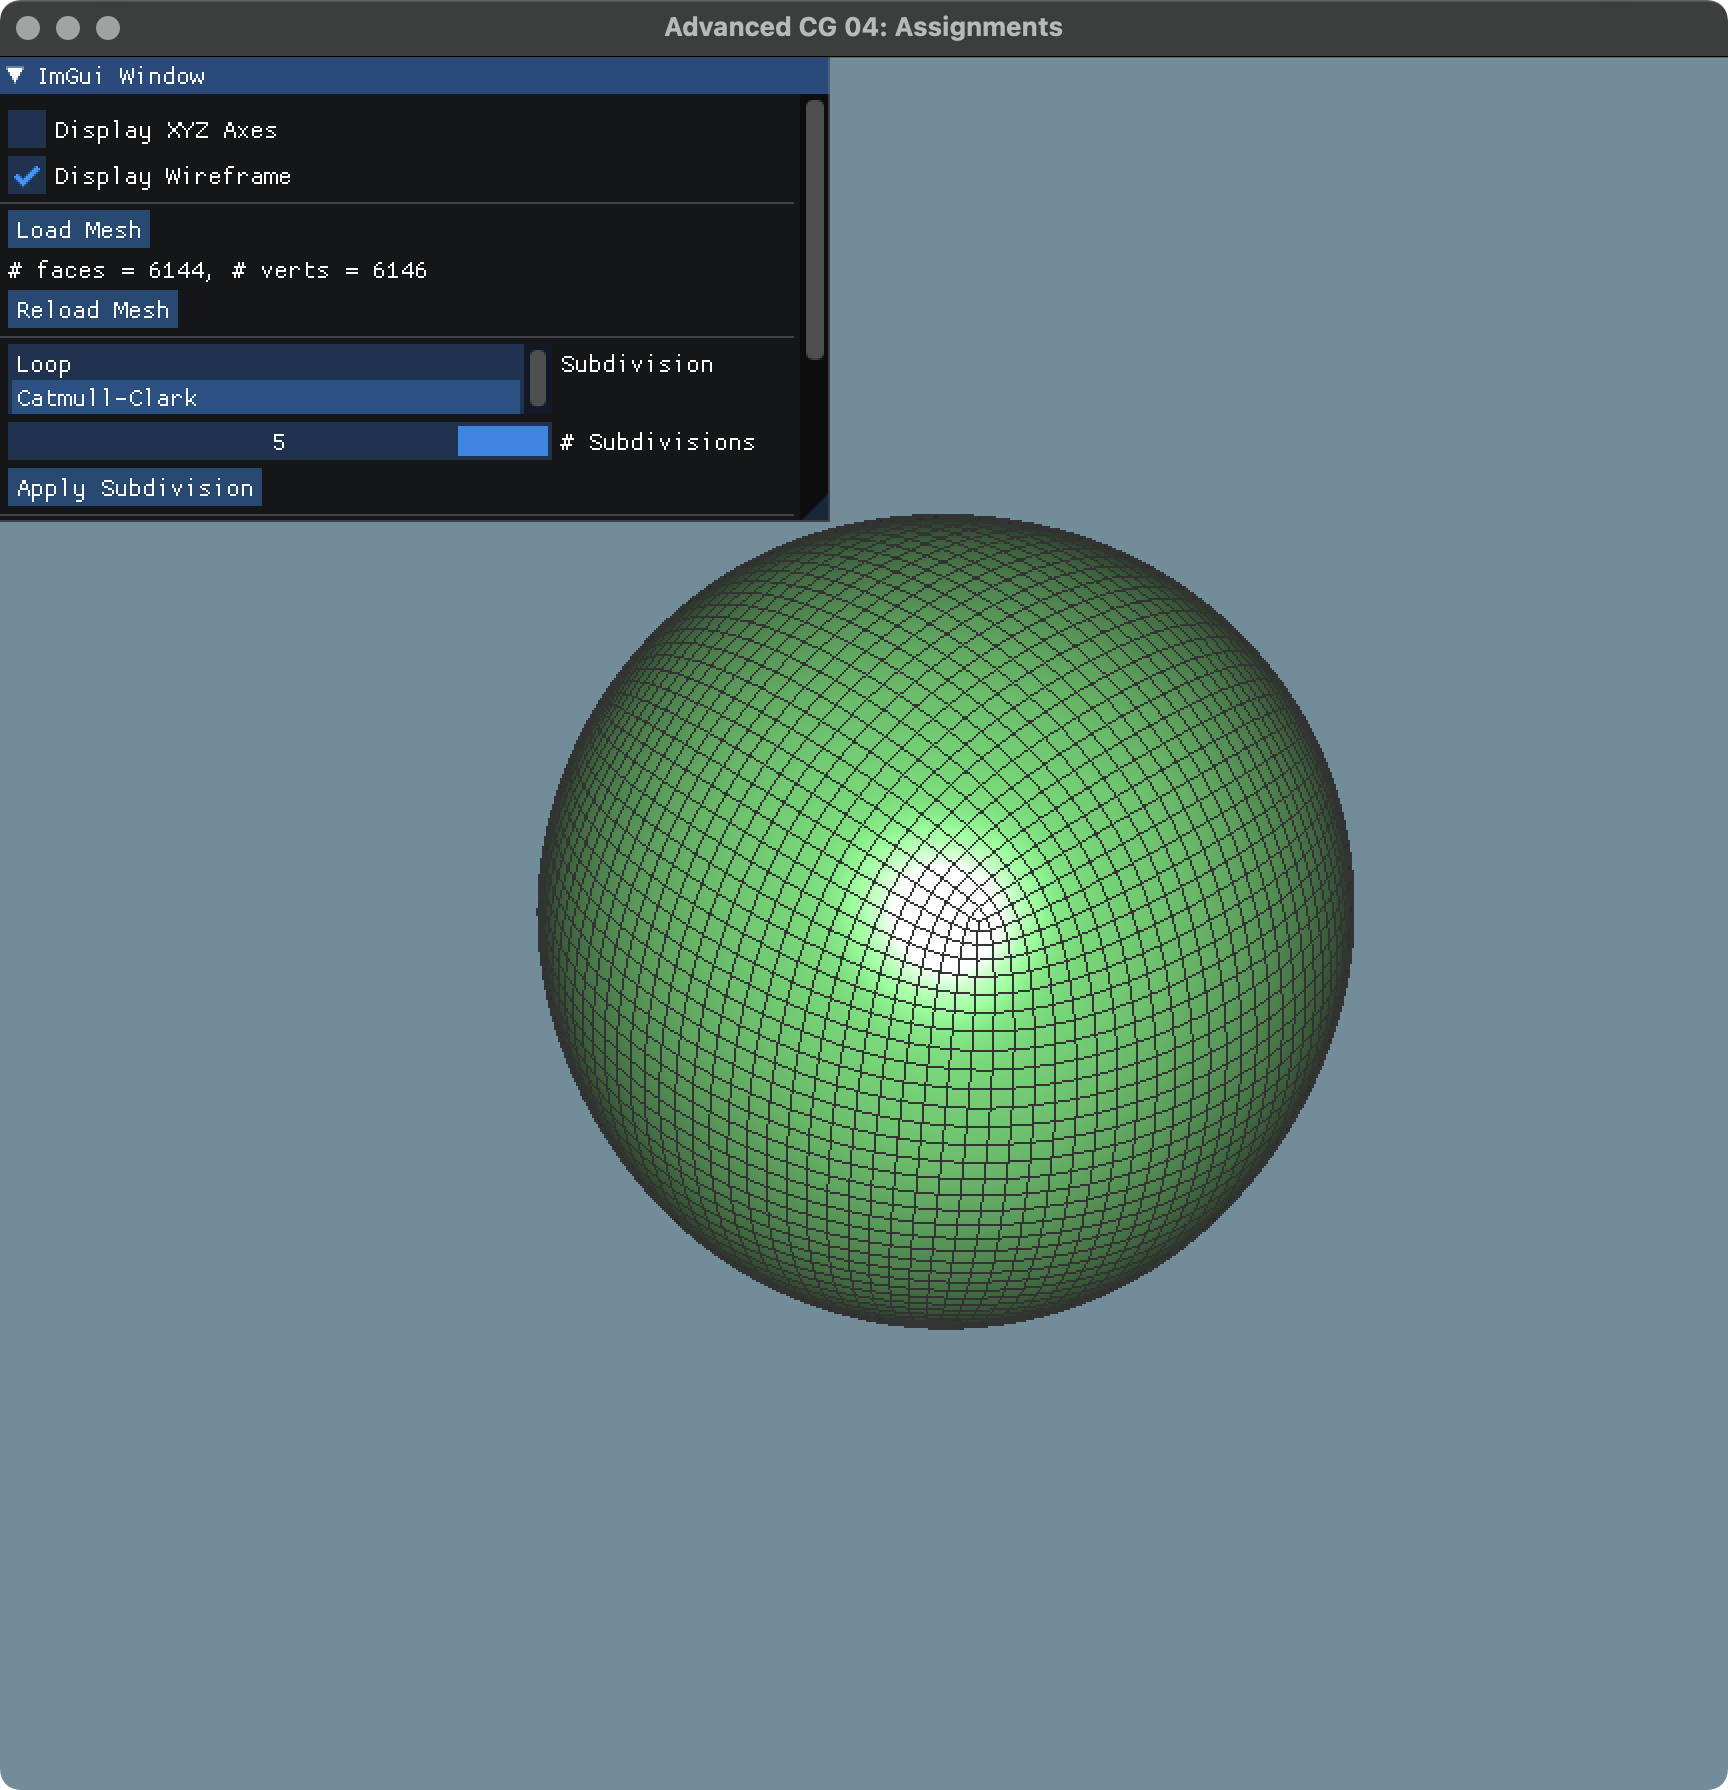 Advanced CG 04: Assignments
ImGui Window
Display XYZ Axes
Display Wireframe
Load Mesh
# faces = 6144, # verts = 6146
Reload Mesh
Loop
Subdivision
Catmull-Clark
5 # Subdivisions
Apply Subdivision